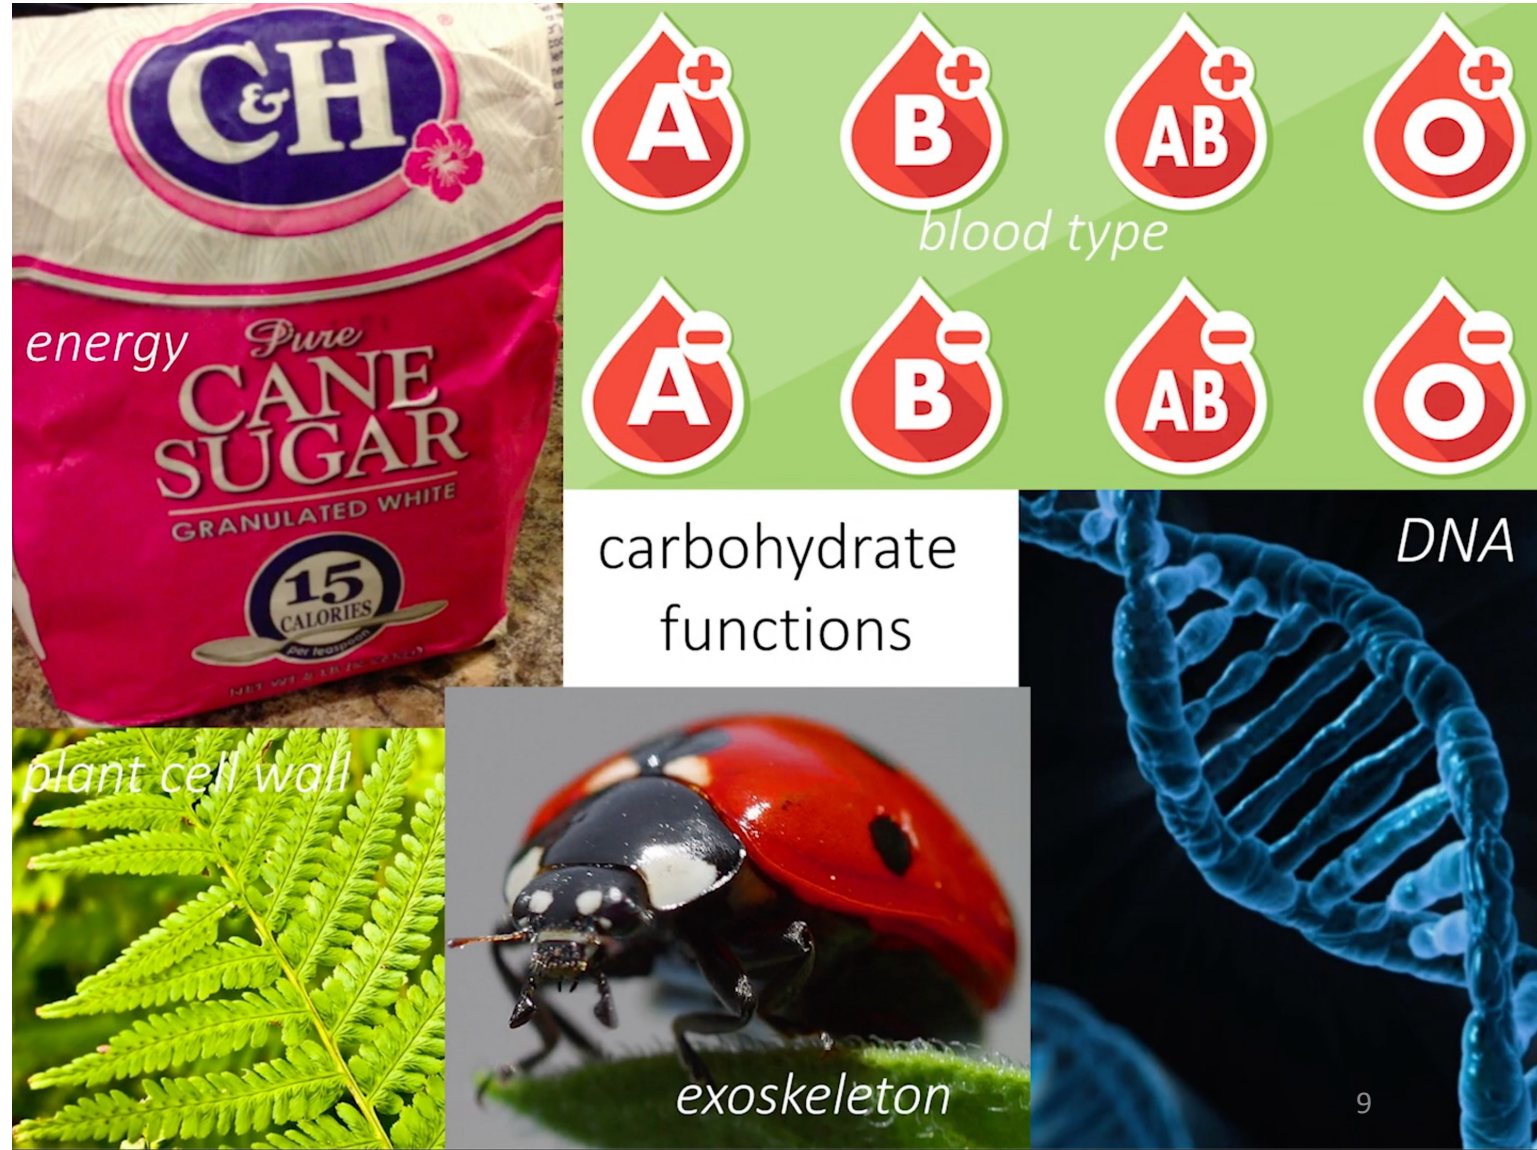 C&H
®
energy
Pure
CANE
SUGAR
GRANULATED WHITE
15
CALORIES
per teaspoon
A+
B+
AB+
O+
blood type
A−
B−
AB−
O−
carbohydrate
functions
DNA
plant cell wall
exoskeleton
9